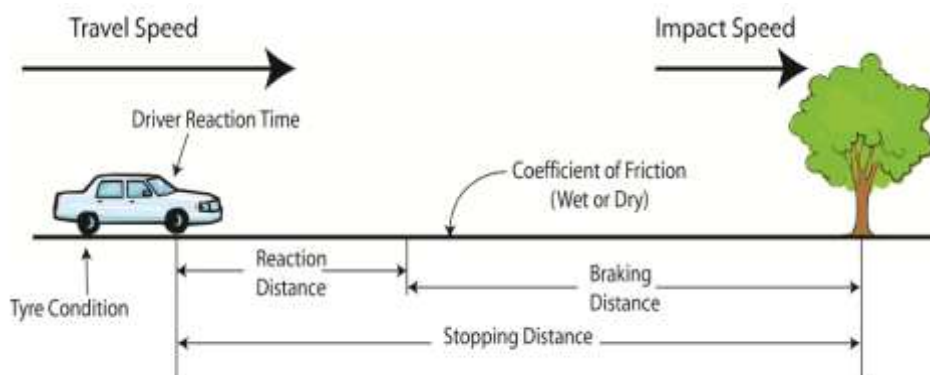 Travel Speed
Impact Speed
Driver Reaction Time
Coefficient of Friction
(Wet or Dry)
Reaction
Distance
Braking
Distance
Tyre Condition
Stopping Distance